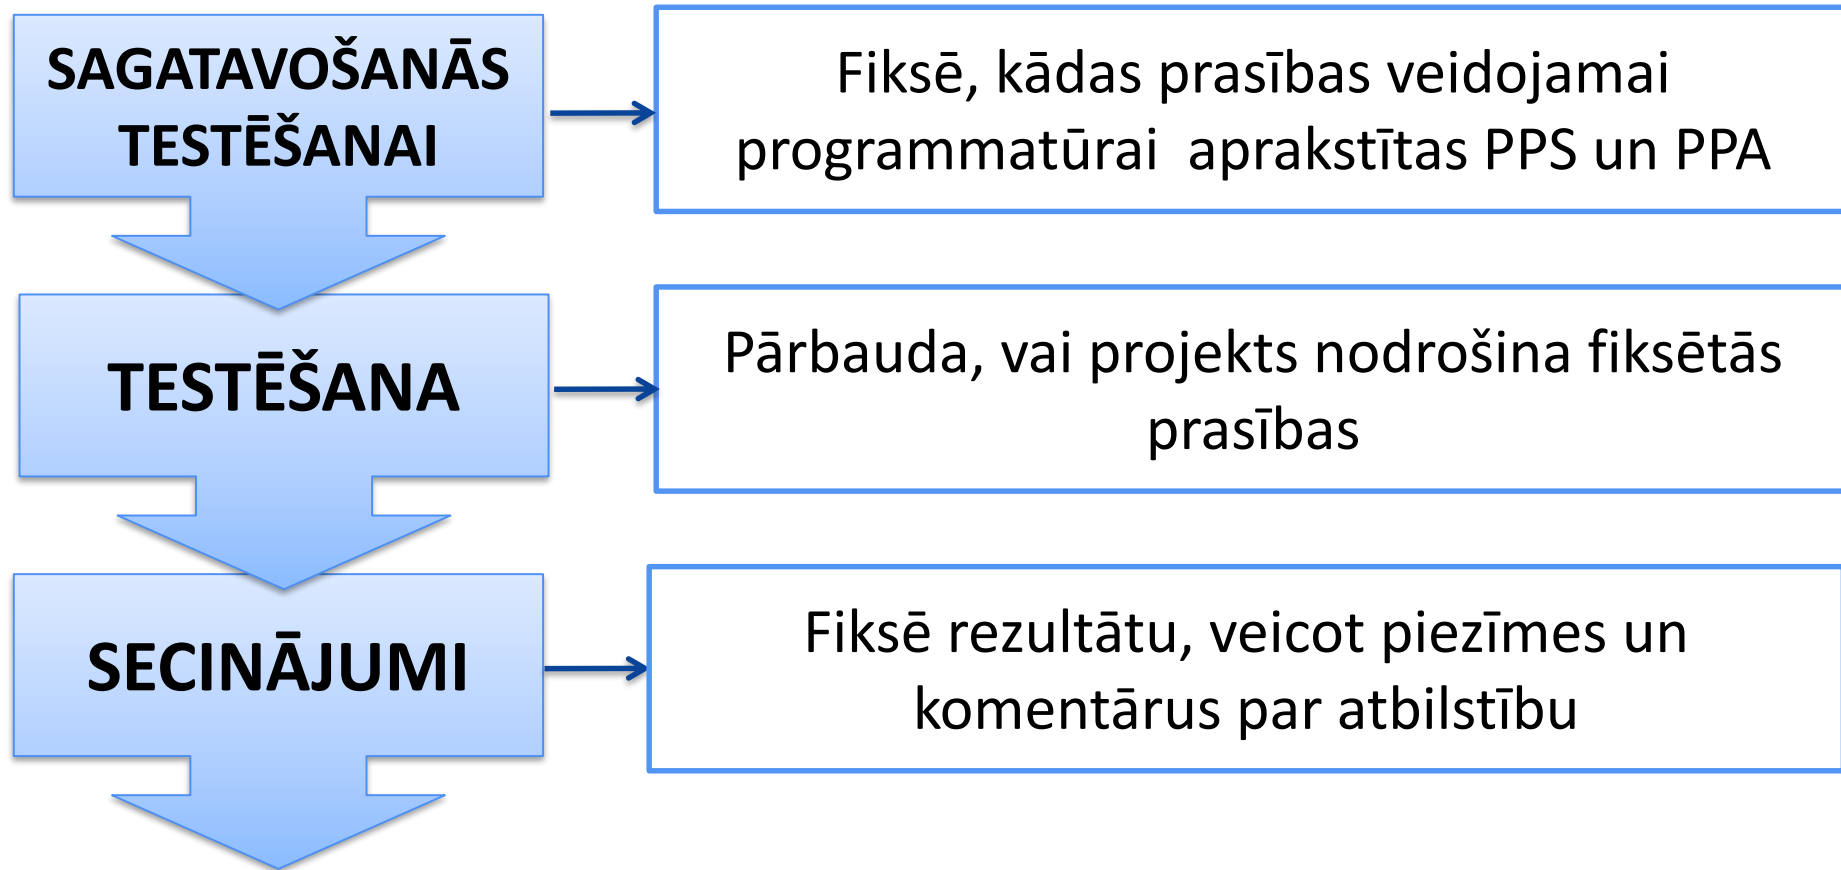 SAGATAVOŠANĀS
TESTĒŠANAI
Fiksē, kādas prasības veidojamai
programmatūrai aprakstītas PPS un PPA
TESTĒŠANA
Pārbauda, vai projekts nodrošina fiksētās
prasības
SECINĀJUMI
Fiksē rezultātu, veicot piezīmes un
komentārus par atbilstību